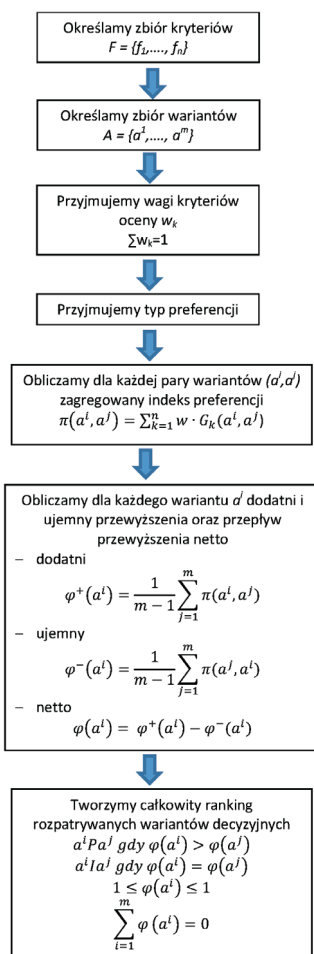 Określamy zbiór kryteriów
F = {f₁,...., fₙ}
Określamy zbiór wariantów
A = {a¹,...., aᵐ}
Przyjmujemy wagi kryteriów
oceny wₖ
∑wₖ=1
Przyjmujemy typ preferencji
Obliczamy dla każdej pary wariantów (aⁱ,aʲ)
zagregowany indeks preferencji
π(aⁱ, aʲ) = ∑ⁿₖ₌₁ w · Gₖ(aⁱ, aʲ)
Obliczamy dla każdego wariantu aⁱ dodatni i
ujemny przewyższenia oraz przepływ
przewyższenia netto
– dodatni
φ⁺(aⁱ) = 1/(m − 1) ∑ᵐⱼ₌₁ π(aⁱ, aʲ)
– ujemny
φ⁻(aⁱ) = 1/(m − 1) ∑ᵐⱼ₌₁ π(aʲ, aⁱ)
– netto
φ(aⁱ) = φ⁺(aⁱ) − φ⁻(aⁱ)
Tworzymy całkowity ranking
rozpatrywanych wariantów decyzyjnych
aⁱPaʲ gdy φ(aⁱ) > φ(aʲ)
aⁱIaʲ gdy φ(aⁱ) = φ(aʲ)
1 ≤ φ(aⁱ) ≤ 1
∑ᵐᵢ₌₁ φ (aⁱ) = 0